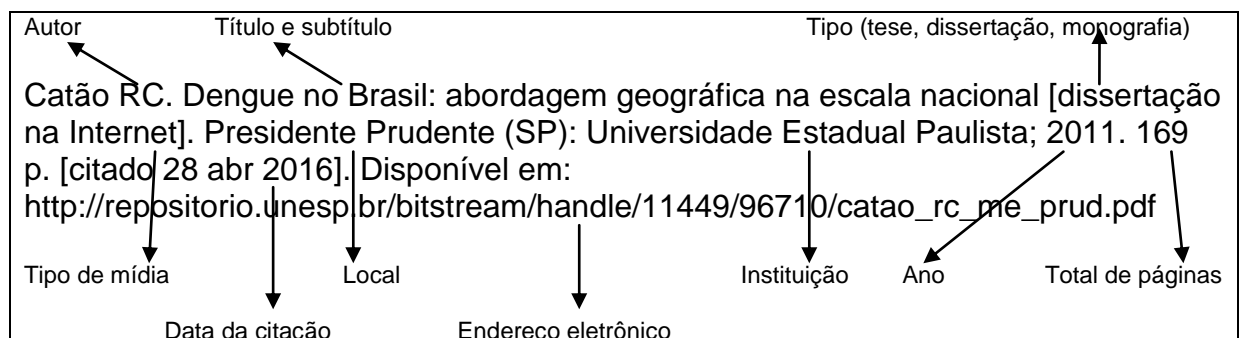 Autor Título e subtítulo Tipo (tese, dissertação, monografia)
Catão RC. Dengue no Brasil: abordagem geográfica na escala nacional [dissertação
na Internet]. Presidente Prudente (SP): Universidade Estadual Paulista; 2011. 169
p. [citado 28 abr 2016]. Disponível em:
http://repositorio.unesp.br/bitstream/handle/11449/96710/catao_rc_me_prud.pdf
Tipo de mídia Local Instituição Ano Total de páginas
Data da citação Endereço eletrônico